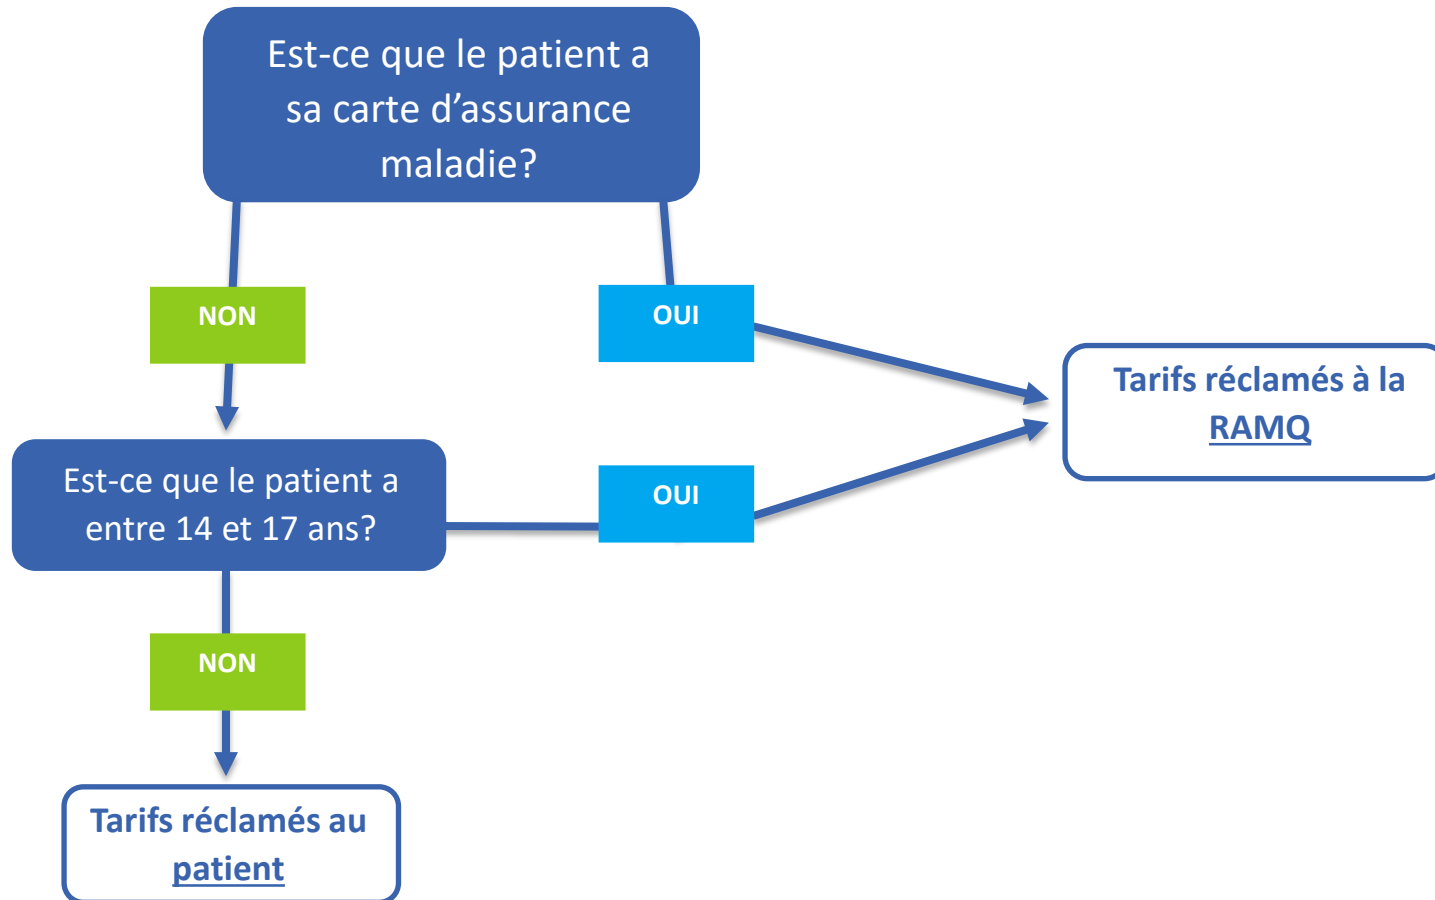 Est-ce que le patient a
sa carte d’assurance
maladie?
NON
OUI
Tarifs réclamés à la
RAMQ
Est-ce que le patient a
entre 14 et 17 ans?
OUI
NON
Tarifs réclamés au
patient